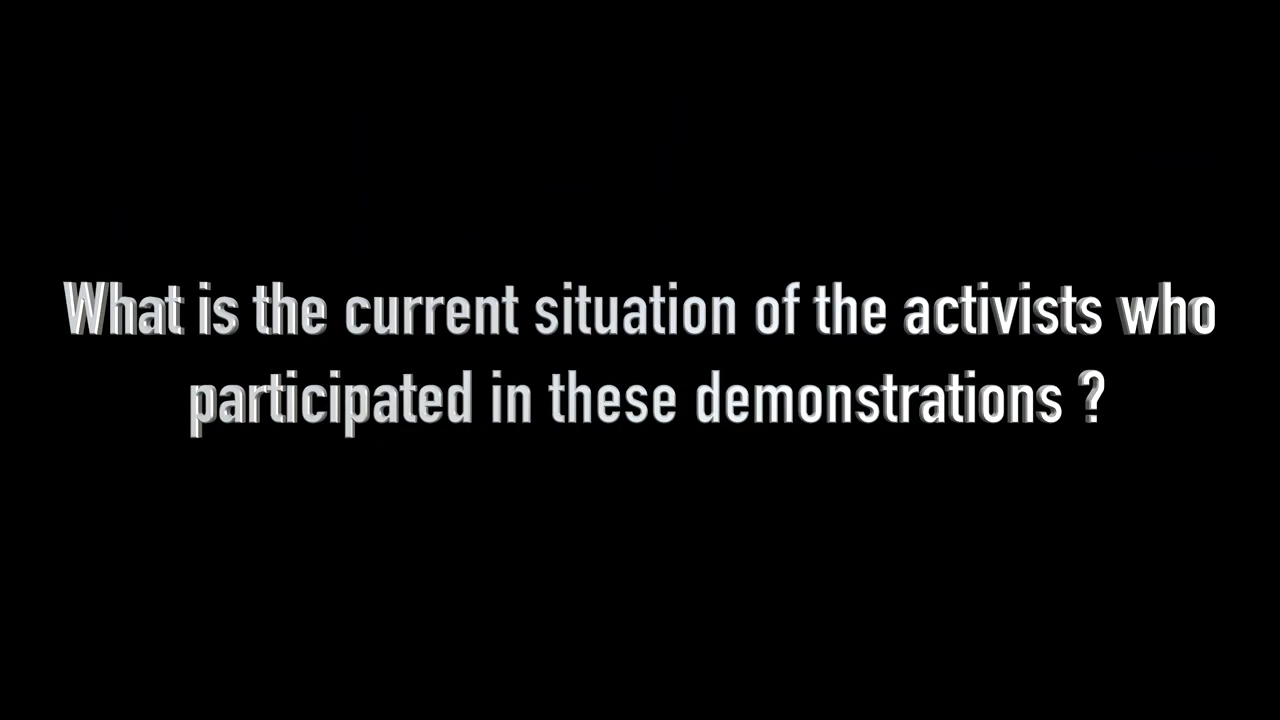 What is the current situation of the activists who
participated in these demonstrations ?